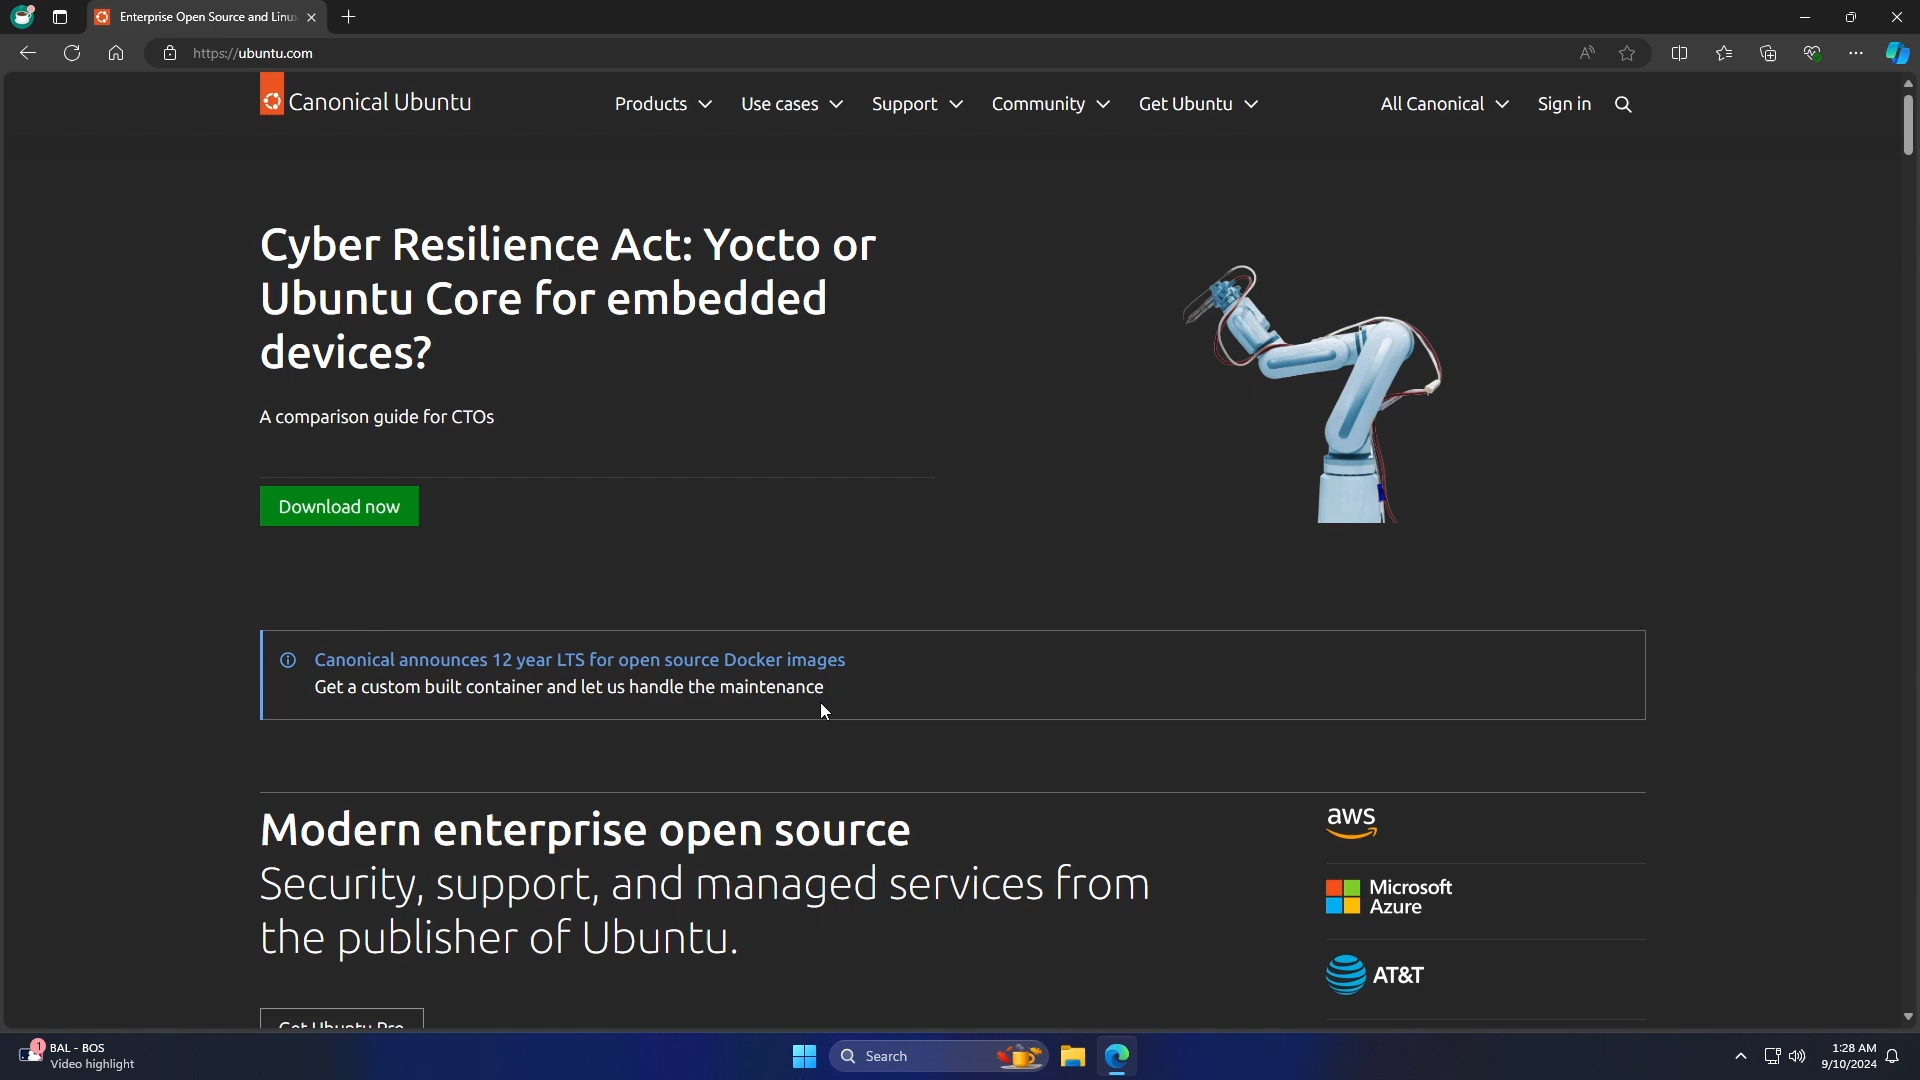 Enterprise Open Source and Linu
https://ubuntu.com
Canonical Ubuntu
Products
Use cases
Support
Community
Get Ubuntu
All Canonical
Sign in
Cyber Resilience Act: Yocto or
Ubuntu Core for embedded
devices?
A comparison guide for CTOs
Download now
Canonical announces 12 year LTS for open source Docker images
Get a custom built container and let us handle the maintenance
Modern enterprise open source
Security, support, and managed services from
the publisher of Ubuntu.
Get Ubuntu Pro
aws
Microsoft
Azure
AT&T
1
BAL - BOS
Video highlight
Search
1:28 AM
9/10/2024